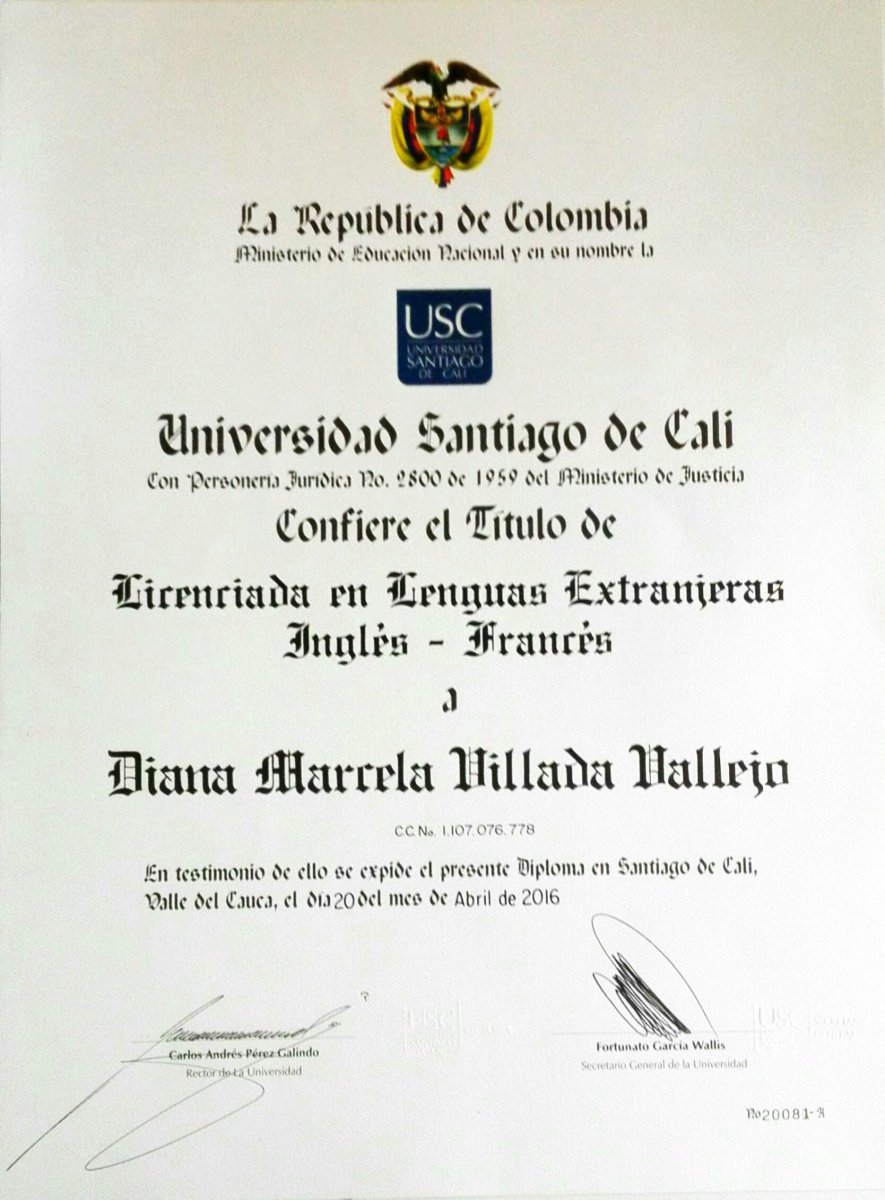 La República de Colombia
Ministerio de Educación Nacional y en su nombre la
USC
UNIVERSIDAD
SANTIAGO
DE CALI
Universidad Santiago de Cali
Con Personería Jurídica No. 2800 de 1959 del Ministerio de Justicia
Confiere el Título de
Licenciada en Lenguas Extranjeras
Inglés - Francés
a
Diana Marcela Villada Vallejo
C.C.No. 1.107.076.778
En testimonio de ello se expide el presente Diploma en Santiago de Cali,
Valle del Cauca, el día 20 del mes de Abril de 2016
USC
USC
Carlos Andrés Pérez Galindo
Rector de La Universidad
Fortunato García Wallis
Secretario General de la Universidad
No 20081- A